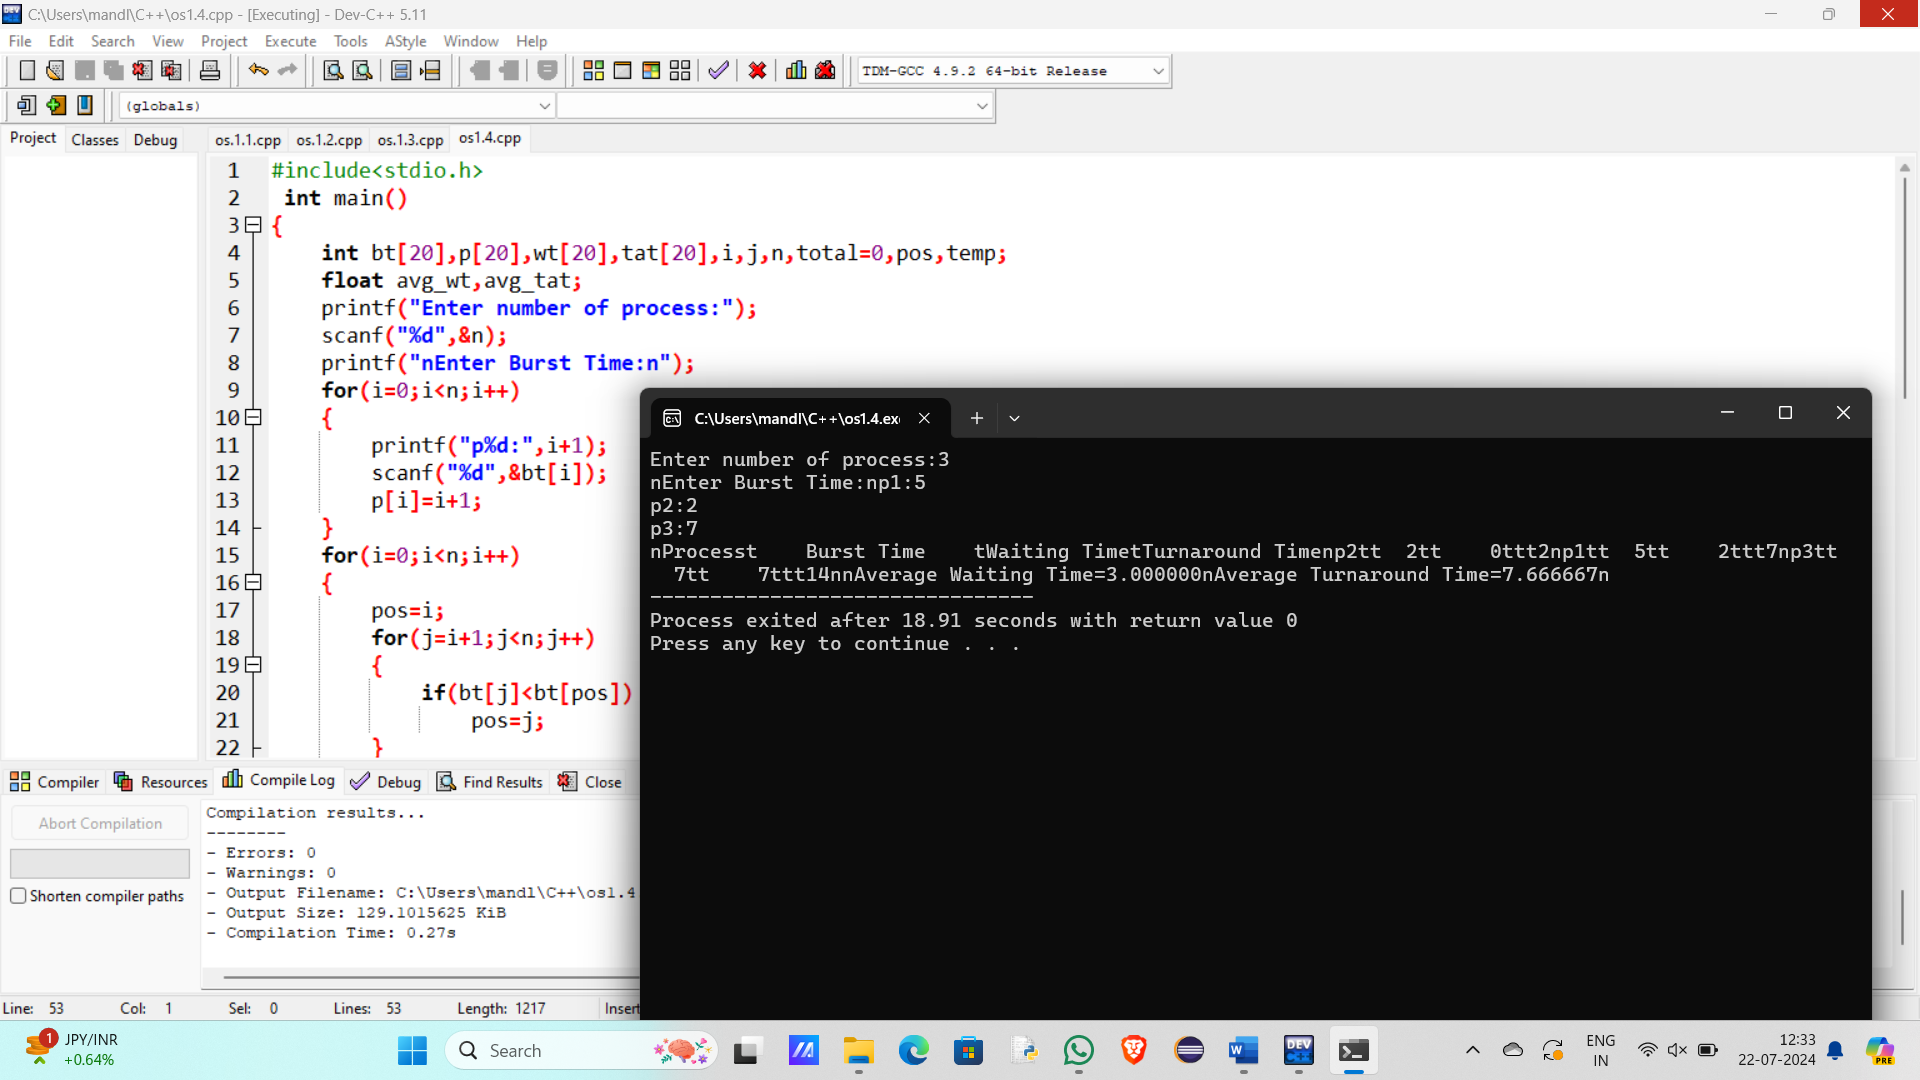 C:\Users\mandl\C++\os1.4.cpp - [Executing] - Dev-C++ 5.11
File Edit Search View Project Execute Tools AStyle Window Help
TDM-GCC 4.9.2 64-bit Release
(globals)
Project Classes Debug os.1.1.cpp os.1.2.cpp os.1.3.cpp os1.4.cpp
1 #include<stdio.h>
2 int main()
3 {
4 int bt[20],p[20],wt[20],tat[20],i,j,n,total=0,pos,temp;
5 float avg_wt,avg_tat;
6 printf("Enter number of process:");
7 scanf("%d",&n);
8 printf("nEnter Burst Time:n");
9 for(i=0;i<n;i++)
10 {
11 printf("p%d:",i+1);
12 scanf("%d",&bt[i]);
13 p[i]=i+1;
14 }
15 for(i=0;i<n;i++)
16 {
17 pos=i;
18 for(j=i+1;j<n;j++)
19 {
20 if(bt[j]<bt[pos])
21 pos=j;
22 }
C:\Users\mandl\C++\os1.4.exe
Enter number of process:3
nEnter Burst Time:np1:5
p2:2
p3:7
nProcesst    Burst Time    tWaiting TimetTurnaround Timenp2tt  2tt    0ttt2np1tt  5tt    2ttt7np3tt
  7tt    7ttt14nnAverage Waiting Time=3.000000nAverage Turnaround Time=7.666667n
--------------------------------
Process exited after 18.91 seconds with return value 0
Press any key to continue . . .
Compiler Resources Compile Log Debug Find Results Close
Abort Compilation
Shorten compiler paths
Compilation results...
--------
- Errors: 0
- Warnings: 0
- Output Filename: C:\Users\mandl\C++\os1.4
- Output Size: 129.1015625 KiB
- Compilation Time: 0.27s
Line: 53 Col: 1 Sel: 0 Lines: 53 Length: 1217 Insert
1 JPY/INR
+0.64%
Search
DEV C++
ENG
IN
12:33
22-07-2024
PRE